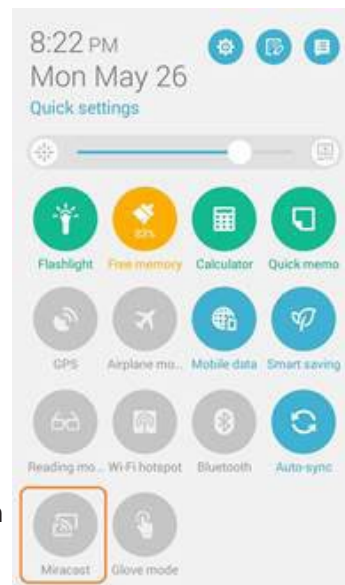 8:22 PM
Mon May 26
Quick settings
83%
Flashlight Free memory Calculator Quick memo
GPS Airplane mo... Mobile data Smart saving
Reading mo... Wi-Fi hotspot Bluetooth Auto-sync
Miracast Glove mode